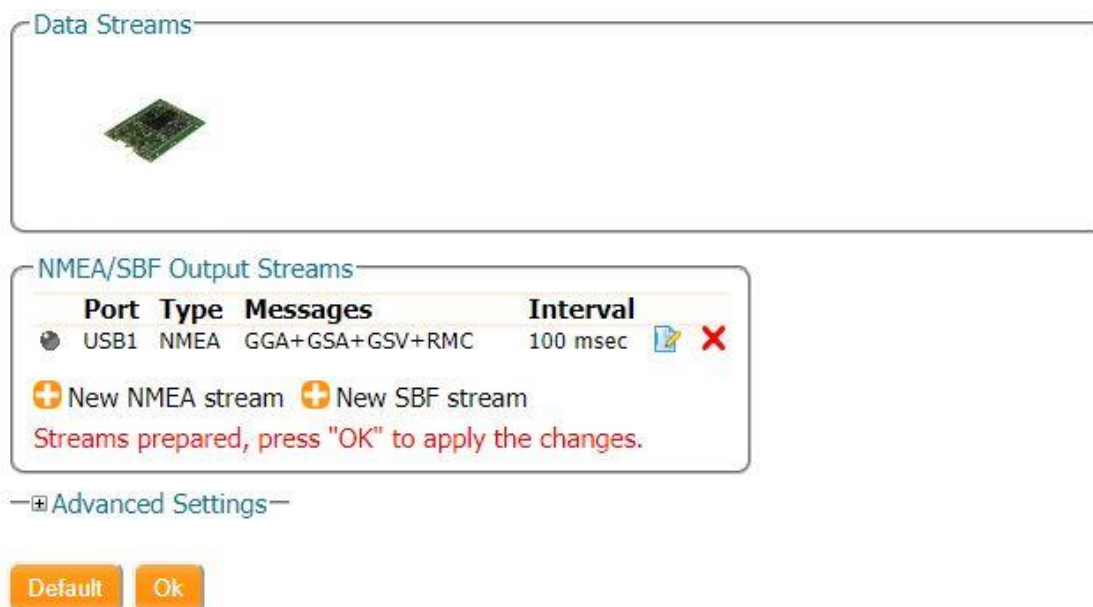 Data Streams
NMEA/SBF Output Streams
Port Type Messages Interval
USB1 NMEA GGA+GSA+GSV+RMC 100 msec
New NMEA stream New SBF stream
Streams prepared, press "OK" to apply the changes.
Advanced Settings
Default Ok